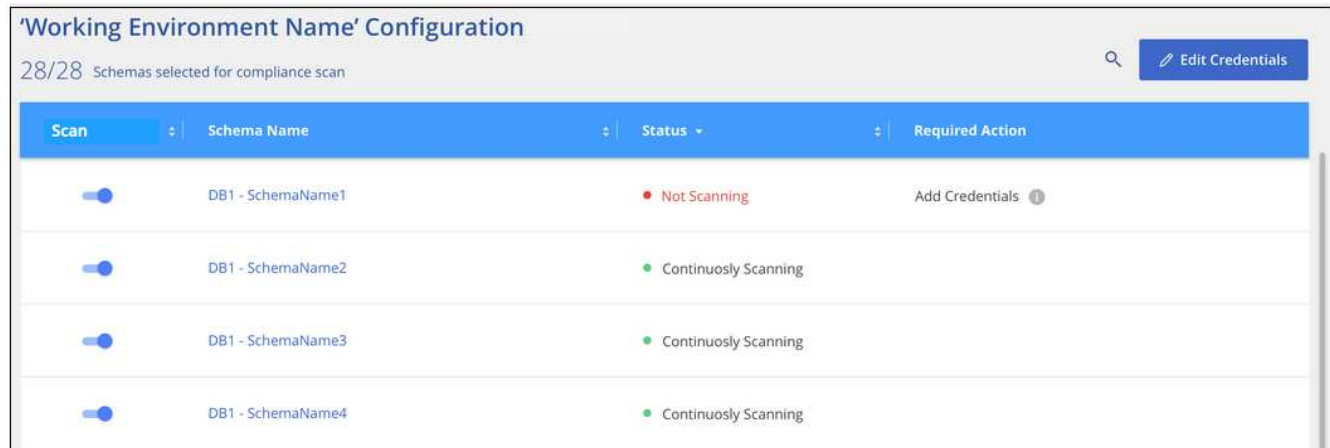 'Working Environment Name' Configuration
28/28 Schemas selected for compliance scan
Edit Credentials
Scan Schema Name Status Required Action
DB1 - SchemaName1 Not Scanning Add Credentials
DB1 - SchemaName2 Continuosly Scanning
DB1 - SchemaName3 Continuosly Scanning
DB1 - SchemaName4 Continuosly Scanning